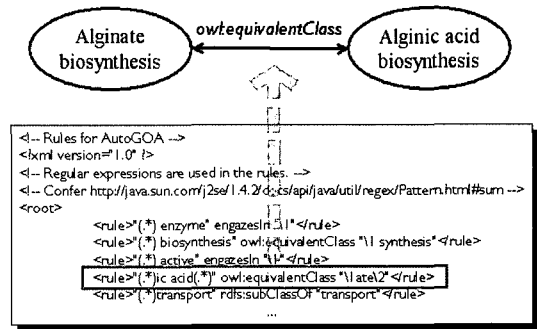 Alginate biosynthesis
owl:equivalentClass
Alginic acid biosynthesis
<!-- Rules for AutoGOA -->
<!xml version="1.0" !>
<!-- Regular expressions are used in the rules. -->
<!-- Confer http://java.sun.com/j2se/1.4.2/docs/api/java/util/regex/Pattern.html#sum -->
<root>
<rule>"(.*) enzyme" engazesIn "\1"</rule>
<rule>"(.*) biosynthesis" owl:equivalentClass "\1 synthesis"</rule>
<rule>"(.*) active" engazesIn "\1"</rule>
<rule>"(.*)ic acid(.*)" owl:equivalentClass "\1ate\2"</rule>
<rule>"(.*)transport" rdfs:subClassOf "transport"</rule>
...